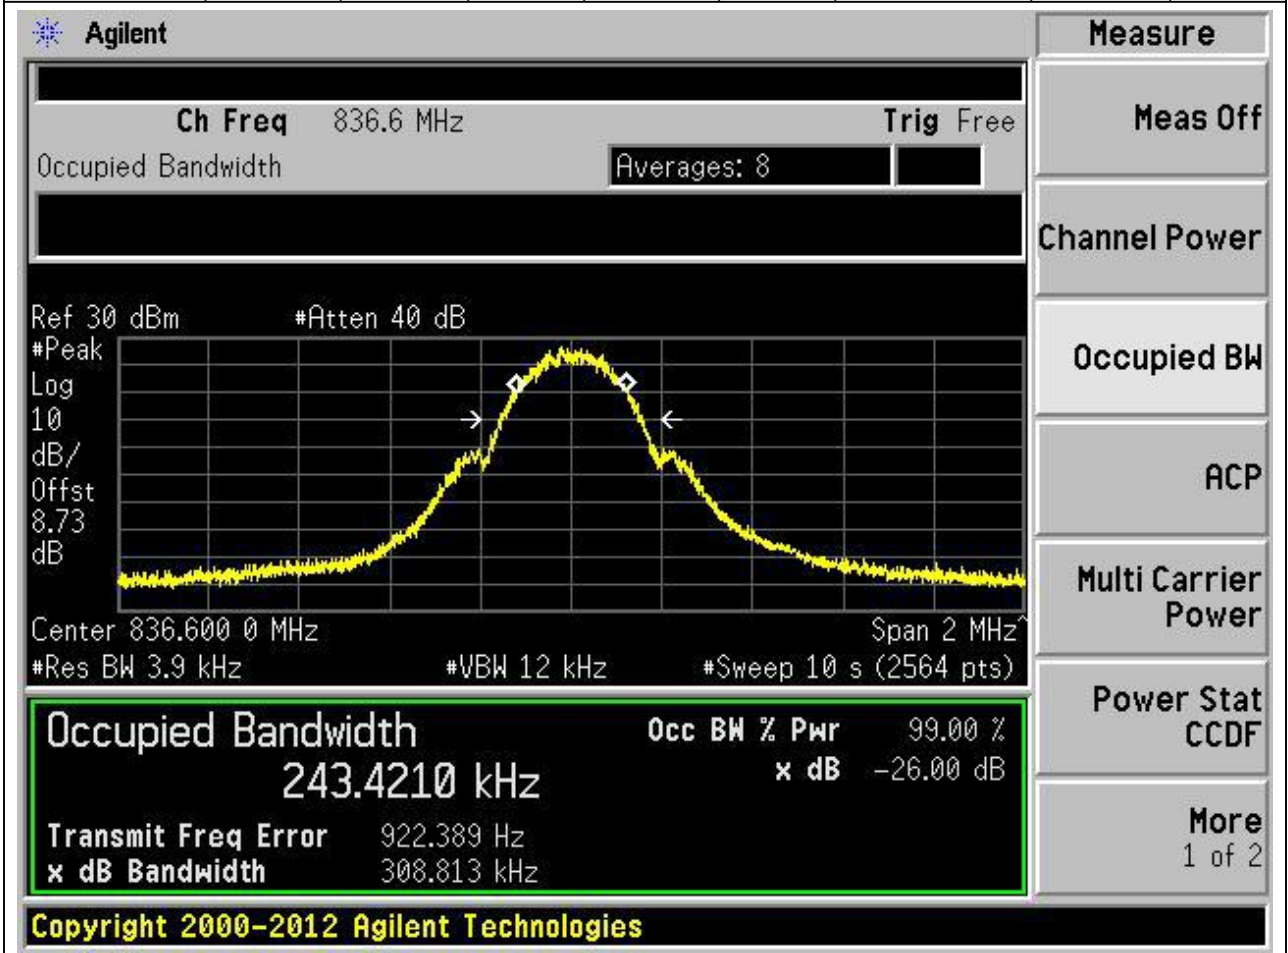 Agilent
Measure
Ch Freq 836.6 MHz Trig Free
Occupied Bandwidth Averages: 8
Meas Off
Channel Power
Occupied BW
ACP
Multi Carrier
Power
Power Stat
CCDF
More
1 of 2
Ref 30 dBm #Atten 40 dB
#Peak
Log
10
dB/
Offst
8.73
dB
Center 836.600 0 MHz Span 2 MHz^
#Res BW 3.9 kHz #VBW 12 kHz #Sweep 10 s (2564 pts)
Occupied Bandwidth Occ BW % Pwr 99.00 %
243.4210 kHz x dB -26.00 dB
Transmit Freq Error 922.389 Hz
x dB Bandwidth 308.813 kHz
Copyright 2000-2012 Agilent Technologies